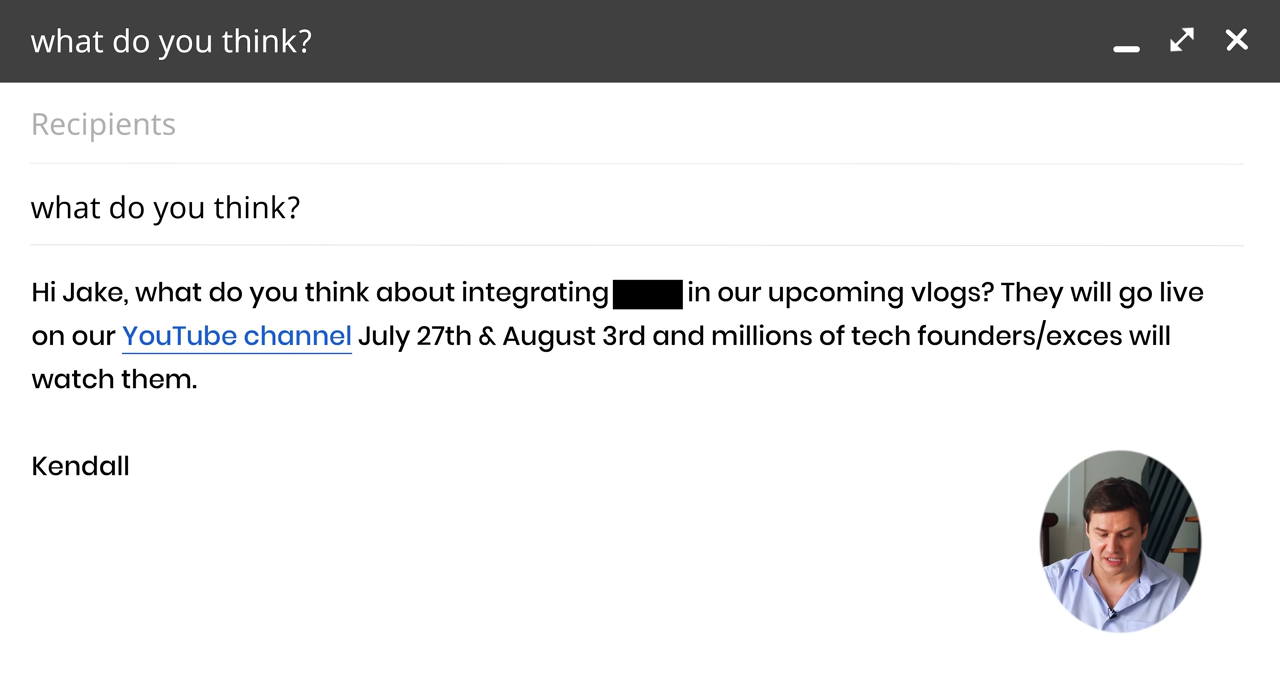 what do you think?
Recipients
what do you think?
Hi Jake, what do you think about integrating in our upcoming vlogs? They will go live
on our YouTube channel July 27th & August 3rd and millions of tech founders/exces will
watch them.
Kendall